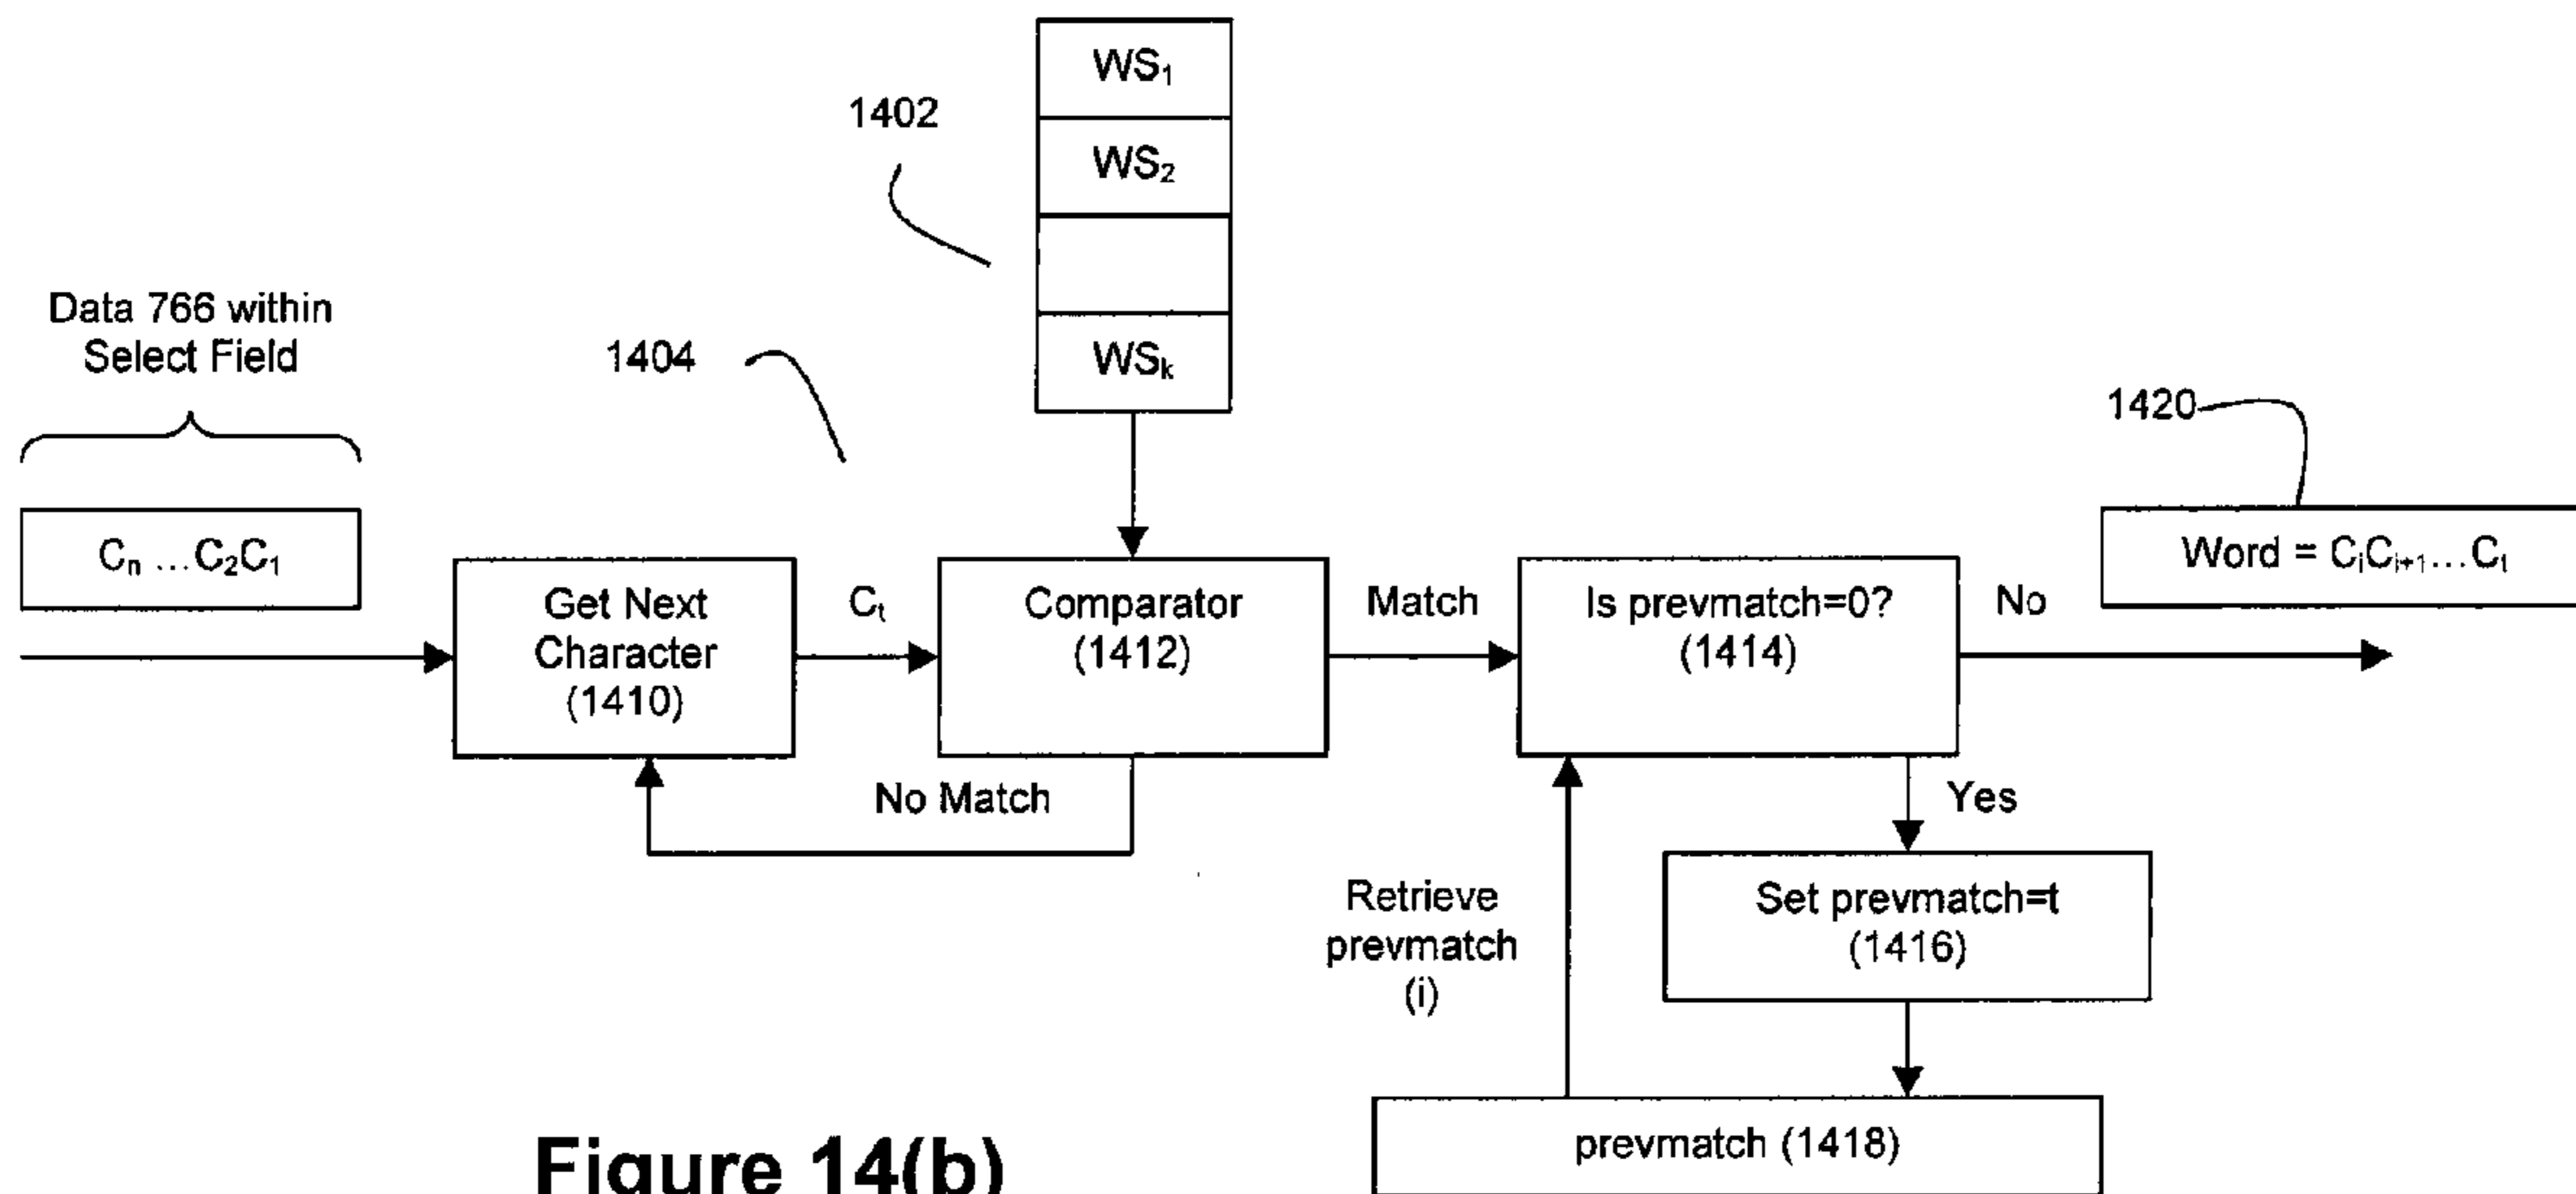 WS₁
1402
WS₂
Data 766 within
Select Field
1404
WSₖ
1420
Cₙ ...C₂C₁
Word = CᵢCᵢ₊₁...Cₜ
Get Next
Character
(1410)
Cₜ
Comparator
(1412)
Match
Is prevmatch=0?
(1414)
No
No Match
Yes
Retrieve
prevmatch
(i)
Set prevmatch=t
(1416)
prevmatch (1418)
Figure 14(b)